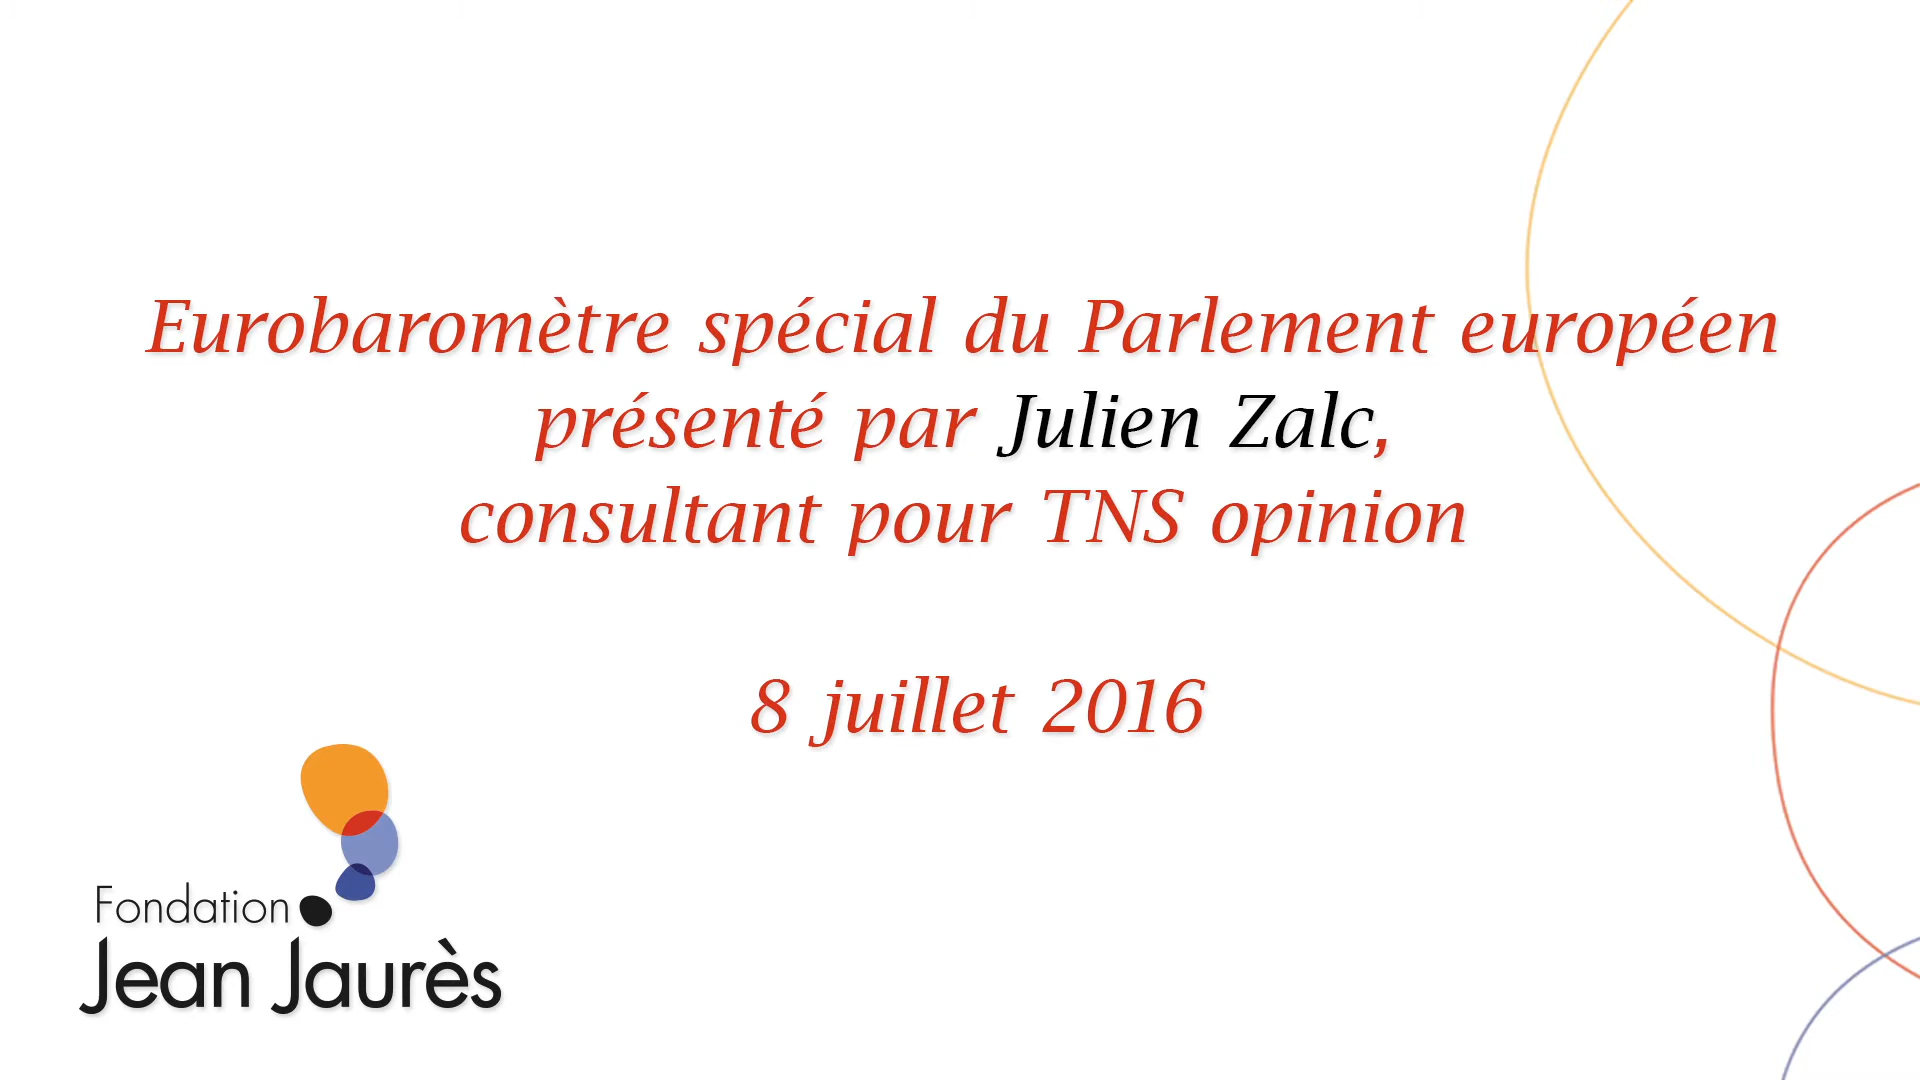 Eurobaromètre spécial du Parlement européen
présenté par Julien Zalc,
consultant pour TNS opinion
8 juillet 2016
Fondation
Jean Jaurès